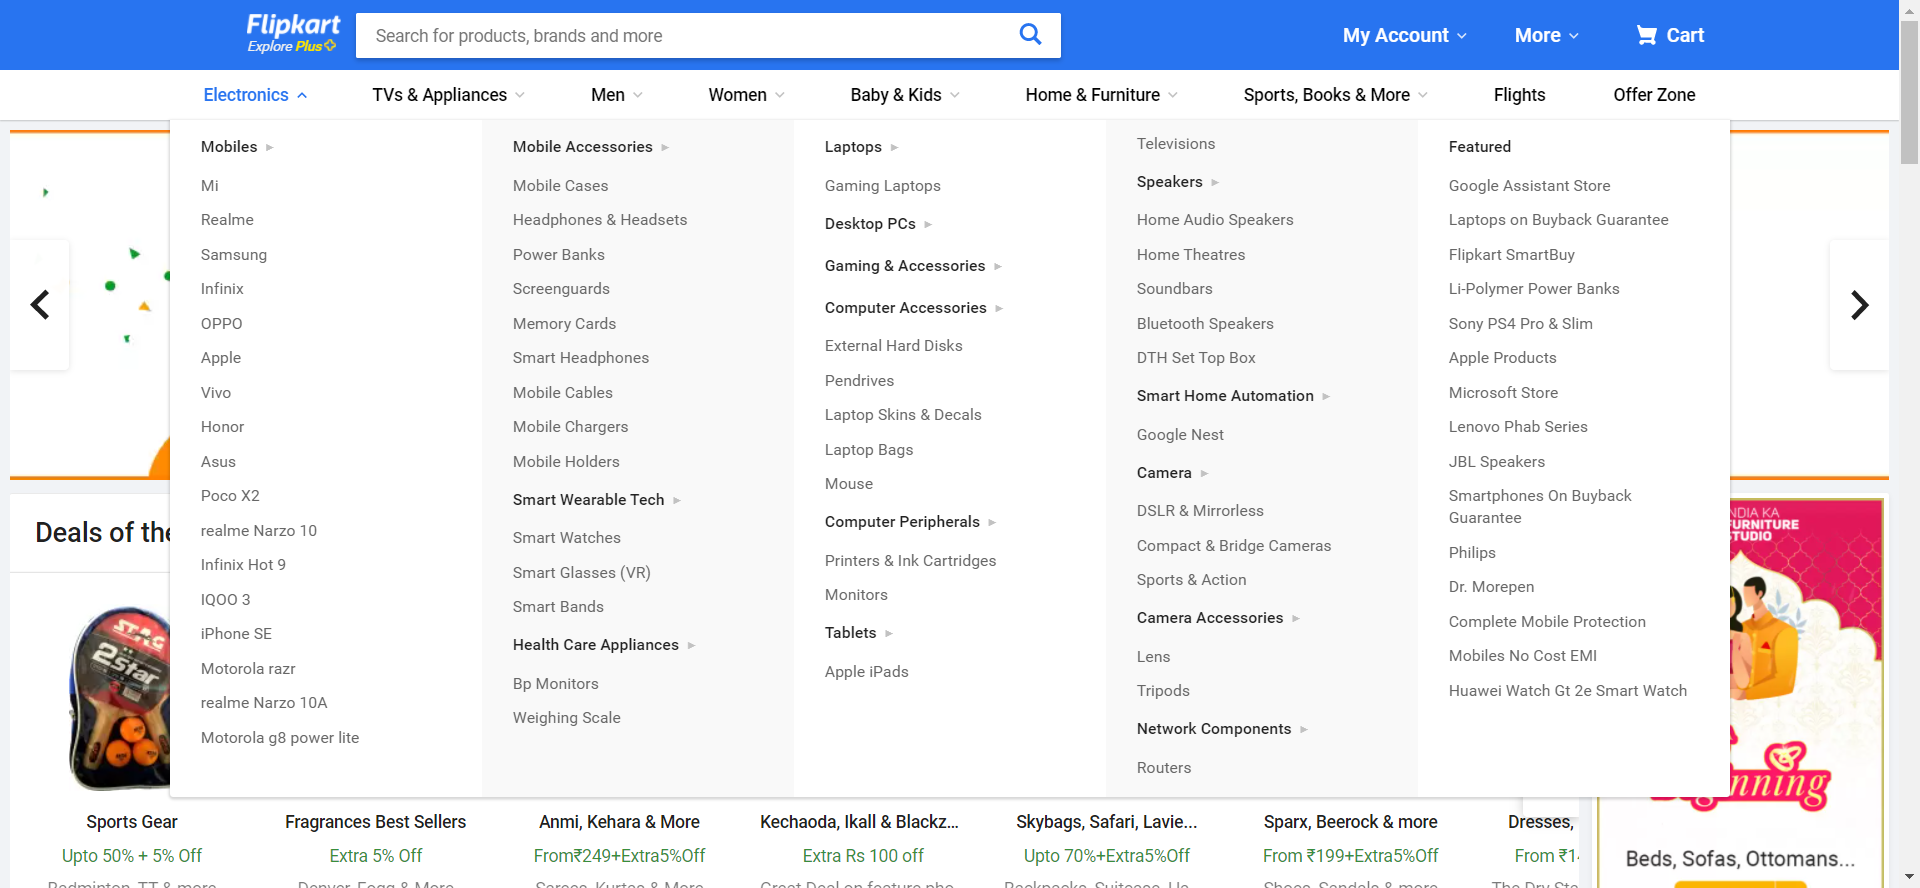 Flipkart
Explore Plus
Search for products, brands and more
My Account
More
Cart
Electronics
TVs & Appliances
Men
Women
Baby & Kids
Home & Furniture
Sports, Books & More
Flights
Offer Zone
Mobiles
Mi
Realme
Samsung
Infinix
OPPO
Apple
Vivo
Honor
Asus
Poco X2
realme Narzo 10
Infinix Hot 9
IQOO 3
iPhone SE
Motorola razr
realme Narzo 10A
Motorola g8 power lite
Mobile Accessories
Mobile Cases
Headphones & Headsets
Power Banks
Screenguards
Memory Cards
Smart Headphones
Mobile Cables
Mobile Chargers
Mobile Holders
Smart Wearable Tech
Smart Watches
Smart Glasses (VR)
Smart Bands
Health Care Appliances
Bp Monitors
Weighing Scale
Laptops
Gaming Laptops
Desktop PCs
Gaming & Accessories
Computer Accessories
External Hard Disks
Pendrives
Laptop Skins & Decals
Laptop Bags
Mouse
Computer Peripherals
Printers & Ink Cartridges
Monitors
Tablets
Apple iPads
Televisions
Speakers
Home Audio Speakers
Home Theatres
Soundbars
Bluetooth Speakers
DTH Set Top Box
Smart Home Automation
Google Nest
Camera
DSLR & Mirrorless
Compact & Bridge Cameras
Sports & Action
Camera Accessories
Lens
Tripods
Network Components
Routers
Featured
Google Assistant Store
Laptops on Buyback Guarantee
Flipkart SmartBuy
Li-Polymer Power Banks
Sony PS4 Pro & Slim
Apple Products
Microsoft Store
Lenovo Phab Series
JBL Speakers
Smartphones On Buyback
Guarantee
Philips
Dr. Morepen
Complete Mobile Protection
Mobiles No Cost EMI
Huawei Watch Gt 2e Smart Watch
Deals of the
STAG
2 Star
NDIA KA
FURNITURE
STUDIO
Sports Gear
Upto 50% + 5% Off
Badminton, TT & more
Fragrances Best Sellers
Extra 5% Off
Denver, Fogg & More
Anmi, Kehara & More
From₹249+Extra5%Off
Sarees, Kurtas & More
Kechaoda, Ikall & Blackz...
Extra Rs 100 off
Great Deal on feature pho...
Skybags, Safari, Lavie...
Upto 70%+Extra5%Off
Backpacks, Suitcase, Ha...
Sparx, Beerock & more
From ₹199+Extra5%Off
Shoes, Sandals & more
Dresses,
From ₹14
The Dry Sta
Beds, Sofas, Ottomans...